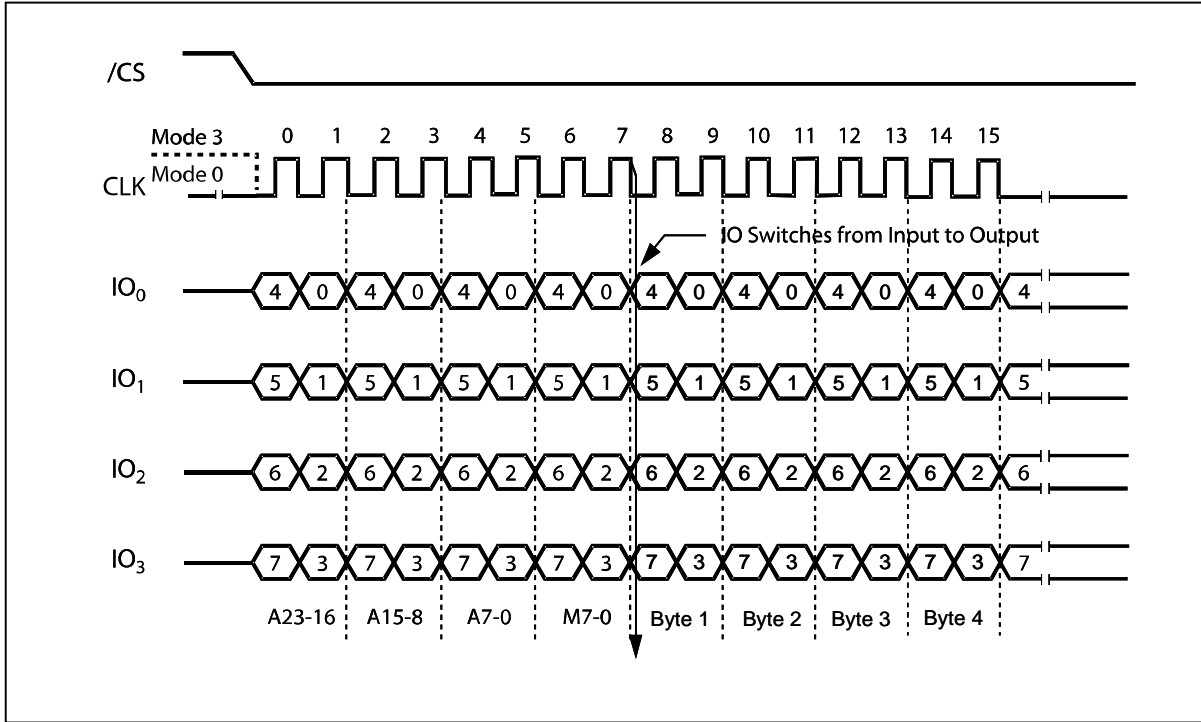 /CS
Mode 3 0 1 2 3 4 5 6 7 8 9 10 11 12 13 14 15
CLK Mode 0
IO Switches from Input to Output
IO0 4 0 4 0 4 0 4 0 4 0 4 0 4 0 4 0 4
IO1 5 1 5 1 5 1 5 1 5 1 5 1 5 1 5 1 5
IO2 6 2 6 2 6 2 6 2 6 2 6 2 6 2 6 2 6
IO3 7 3 7 3 7 3 7 3 7 3 7 3 7 3 7 3 7
A23-16 A15-8 A7-0 M7-0 Byte 1 Byte 2 Byte 3 Byte 4